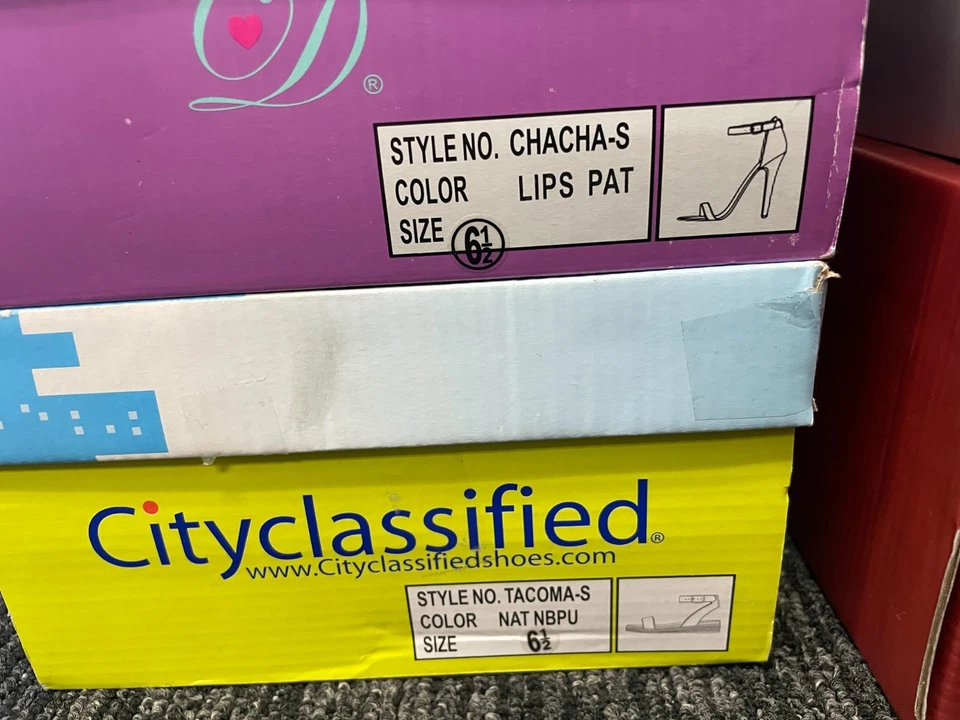 D®
STYLE NO. CHACHA-S
COLOR LIPS PAT
SIZE 6½
Cityclassified®
www.Cityclassifiedshoes.com
STYLE NO. TACOMA-S
COLOR NAT NBPU
SIZE 6½